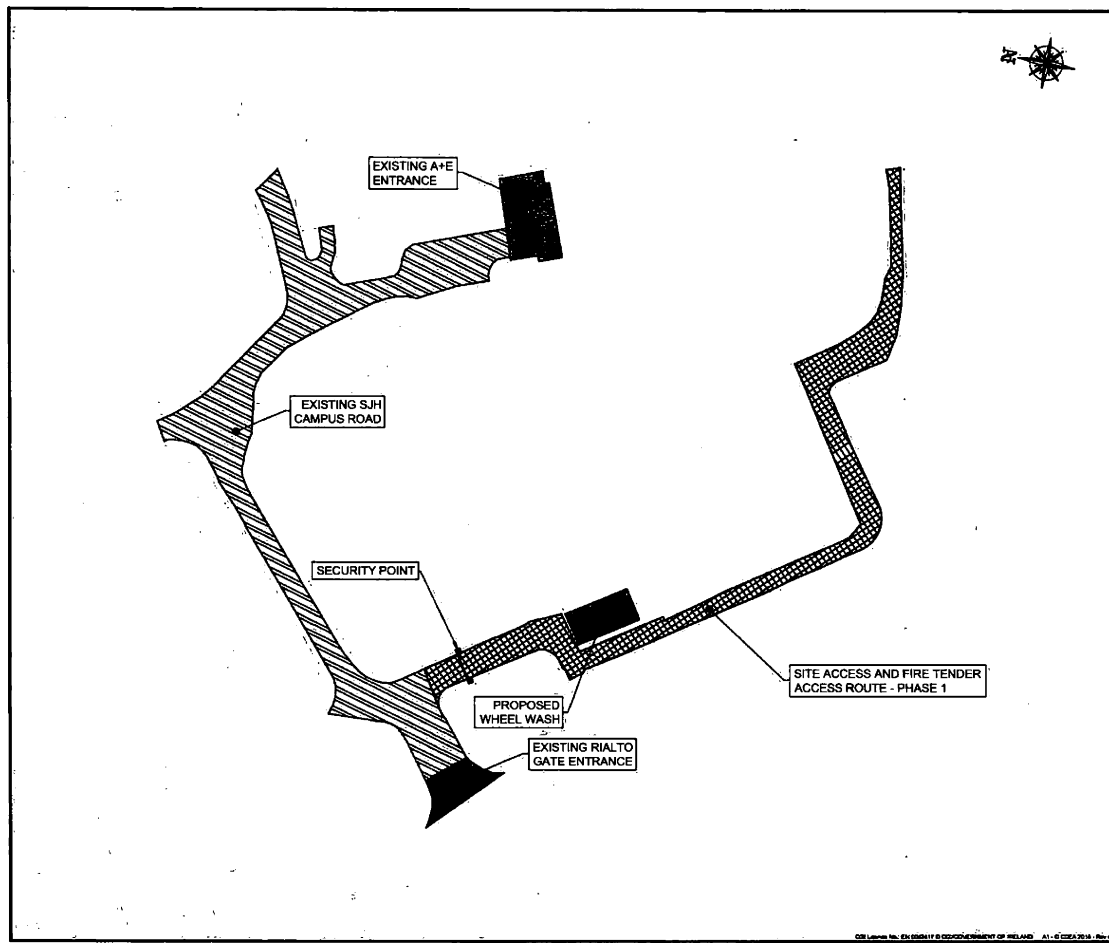 EXISTING A+E
ENTRANCE
EXISTING SJH
CAMPUS ROAD
SECURITY POINT
SITE ACCESS AND FIRE TENDER
ACCESS ROUTE - PHASE 1
PROPOSED
WHEEL WASH
EXISTING RIALTO
GATE ENTRANCE